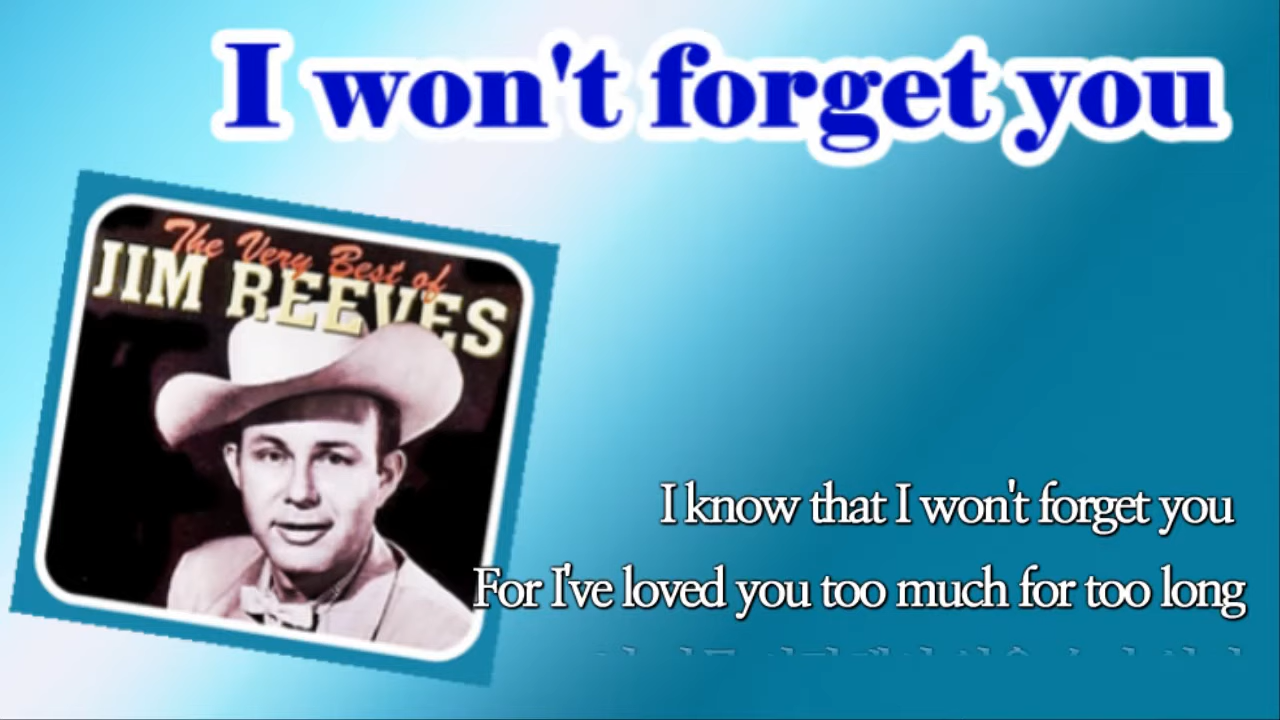 I won't forget you
The Very Best of
JIM REEVES
I know that I won't forget you
For I've loved you too much for too long